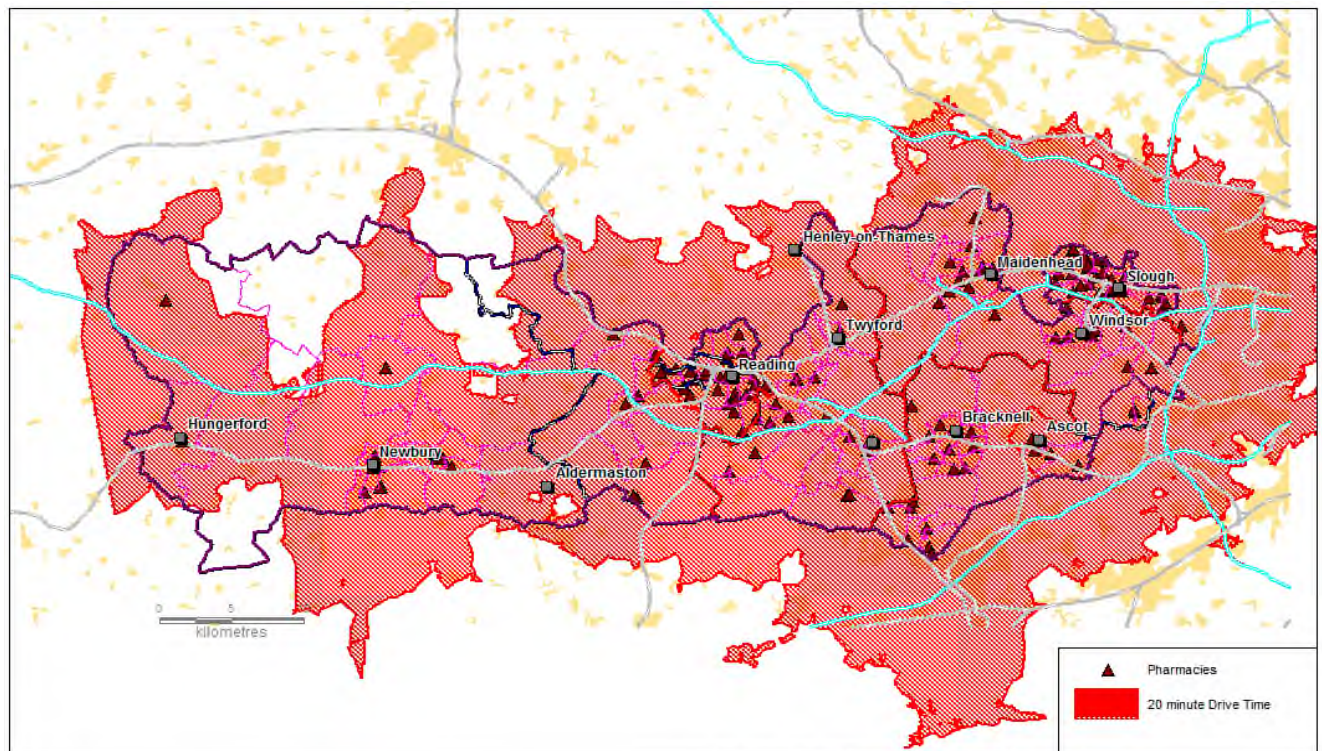 Henley-on-Thames
Maidenhead
Slough
Windsor
Twyford
Reading
Hungerford
Bracknell
Ascot
Newbury
Aldermaston
0 5
kilometres
Pharmacies
20 minute Drive Time